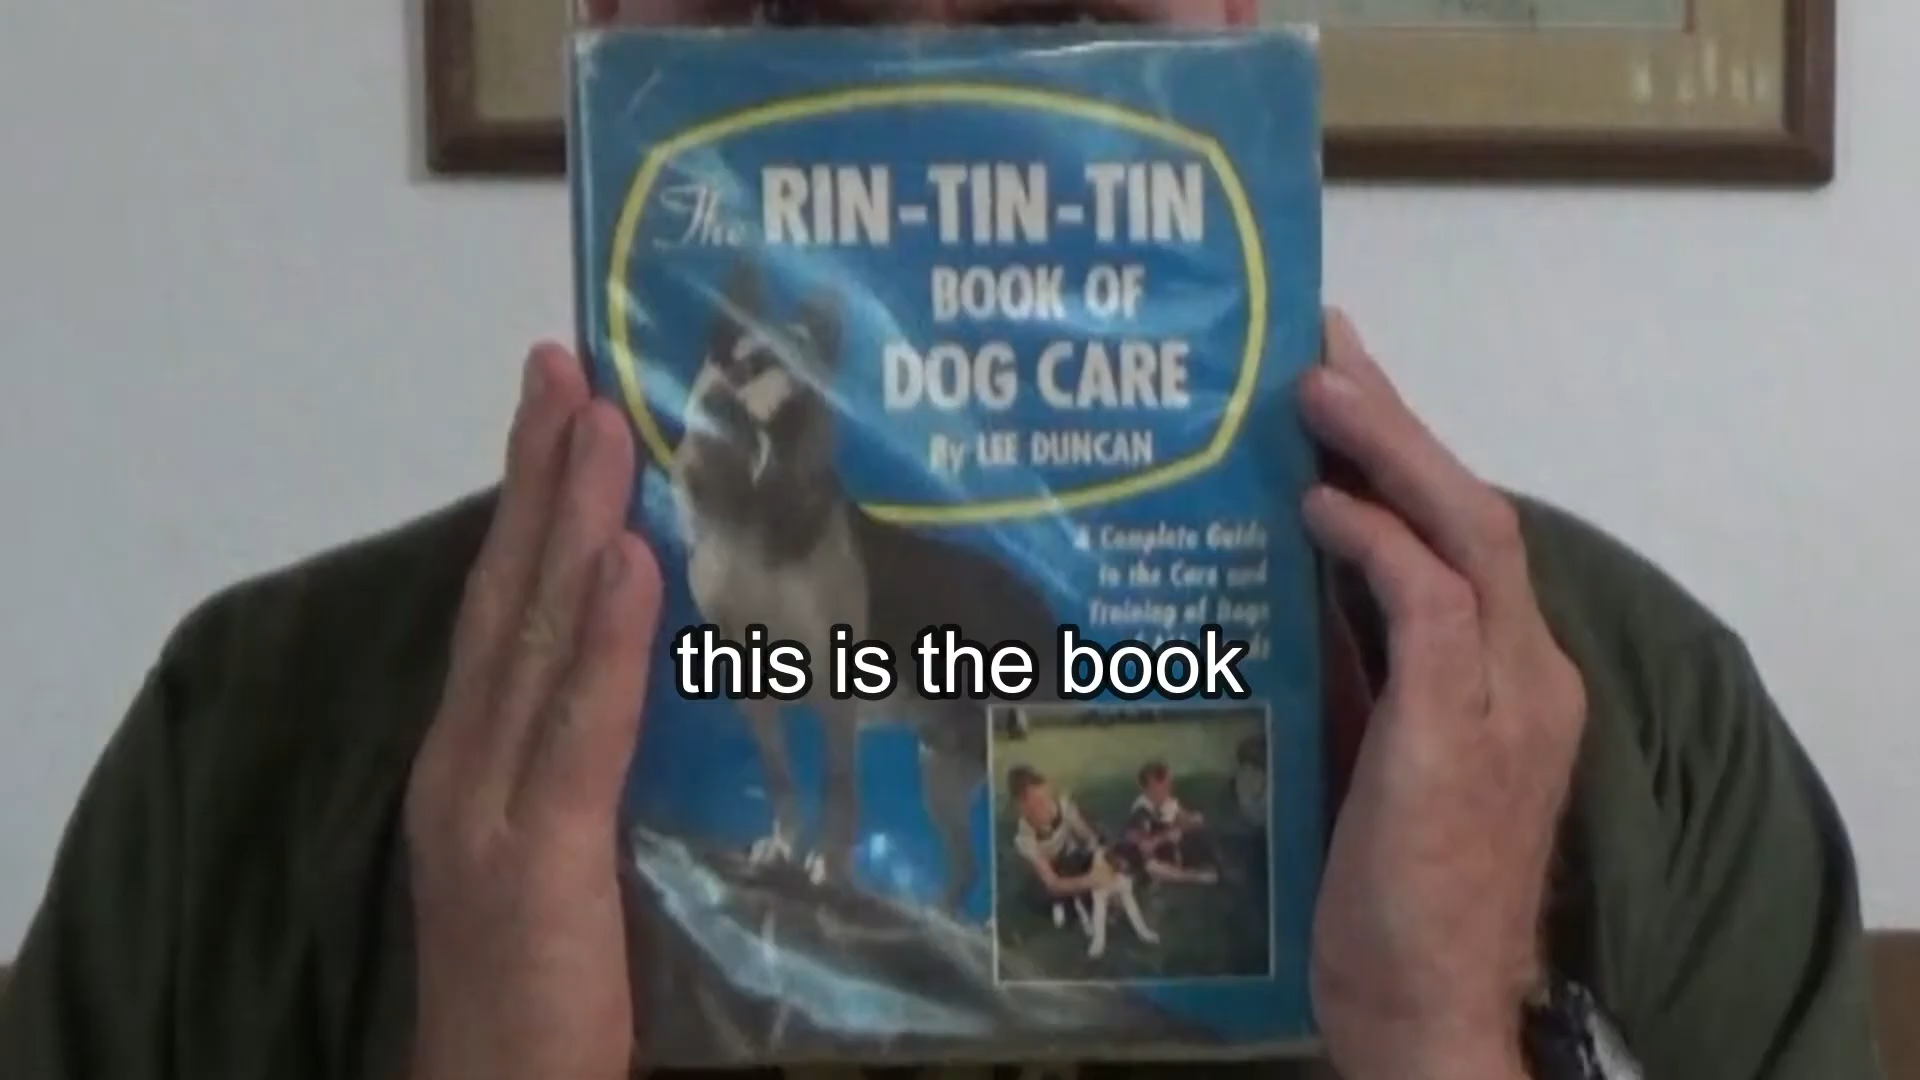 The RIN-TIN-TIN
BOOK OF
DOG CARE
By LEE DUNCAN
A Complete Guide
to the Care and
Training of Dogs
this is the book